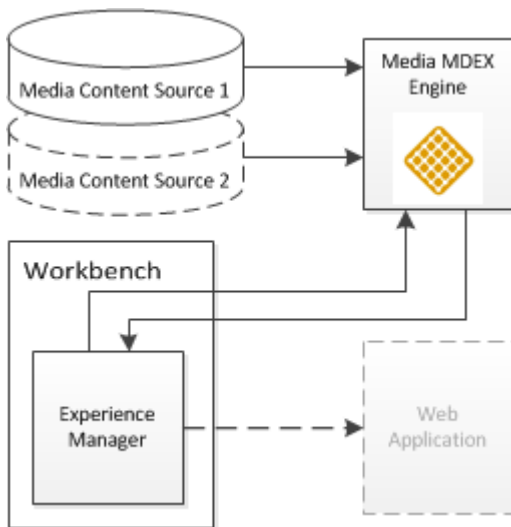 Media Content Source 1
Media Content Source 2
Media MDEX
Engine
Workbench
Experience
Manager
Web
Application